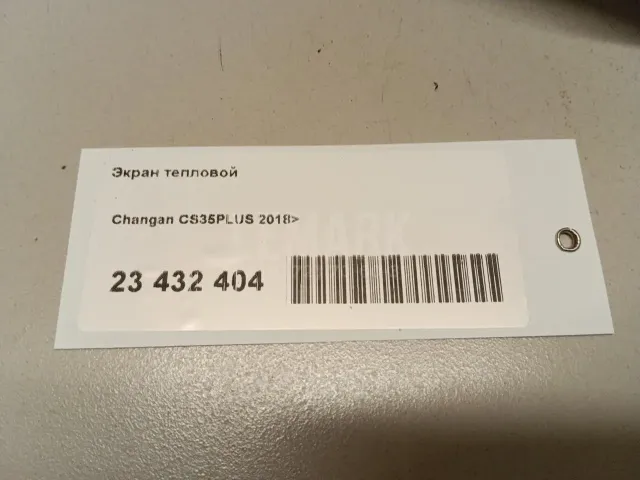 Экран тепловой
Changan CS35PLUS 2018>
23 432 404